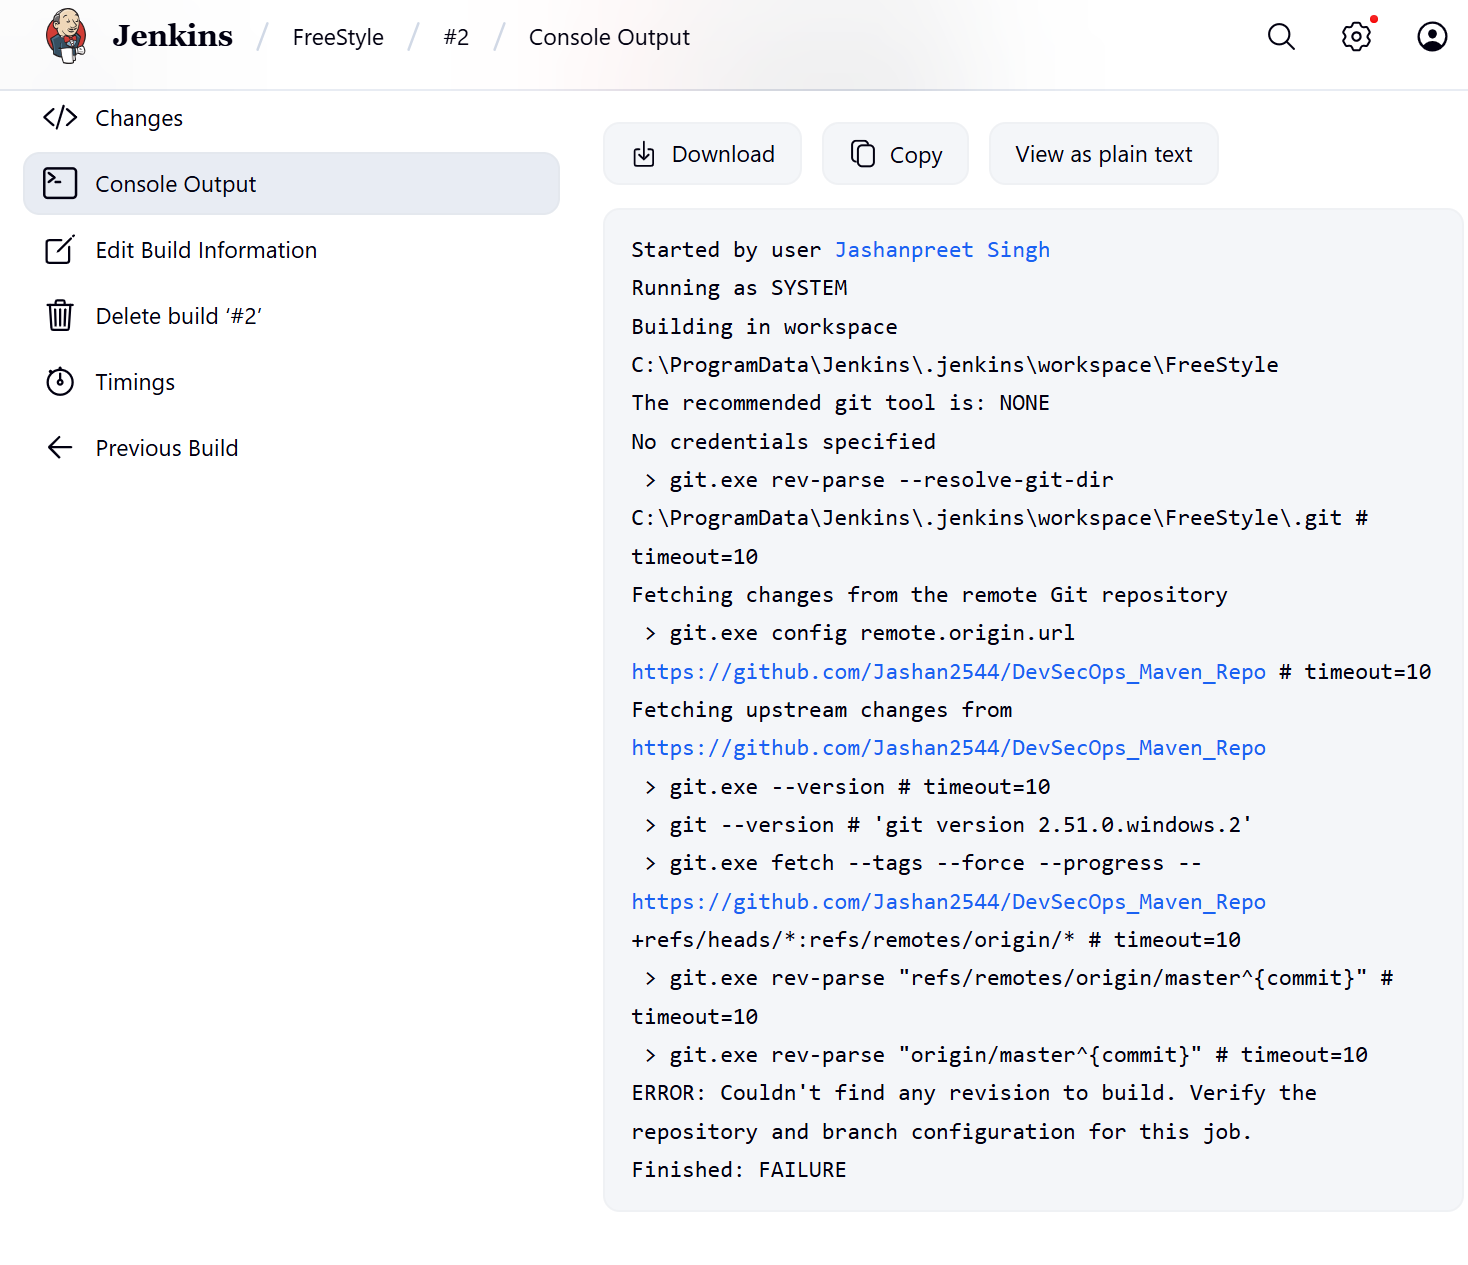 Jenkins / FreeStyle / #2 / Console Output
Changes
Console Output
Edit Build Information
Delete build ‘#2’
Timings
Previous Build
Download Copy View as plain text
Started by user Jashanpreet Singh
Running as SYSTEM
Building in workspace
C:\ProgramData\Jenkins\.jenkins\workspace\FreeStyle
The recommended git tool is: NONE
No credentials specified
 > git.exe rev-parse --resolve-git-dir
C:\ProgramData\Jenkins\.jenkins\workspace\FreeStyle\.git #
timeout=10
Fetching changes from the remote Git repository
 > git.exe config remote.origin.url
https://github.com/Jashan2544/DevSecOps_Maven_Repo # timeout=10
Fetching upstream changes from
https://github.com/Jashan2544/DevSecOps_Maven_Repo
 > git.exe --version # timeout=10
 > git --version # 'git version 2.51.0.windows.2'
 > git.exe fetch --tags --force --progress --
https://github.com/Jashan2544/DevSecOps_Maven_Repo
+refs/heads/*:refs/remotes/origin/* # timeout=10
 > git.exe rev-parse "refs/remotes/origin/master^{commit}" #
timeout=10
 > git.exe rev-parse "origin/master^{commit}" # timeout=10
ERROR: Couldn't find any revision to build. Verify the
repository and branch configuration for this job.
Finished: FAILURE